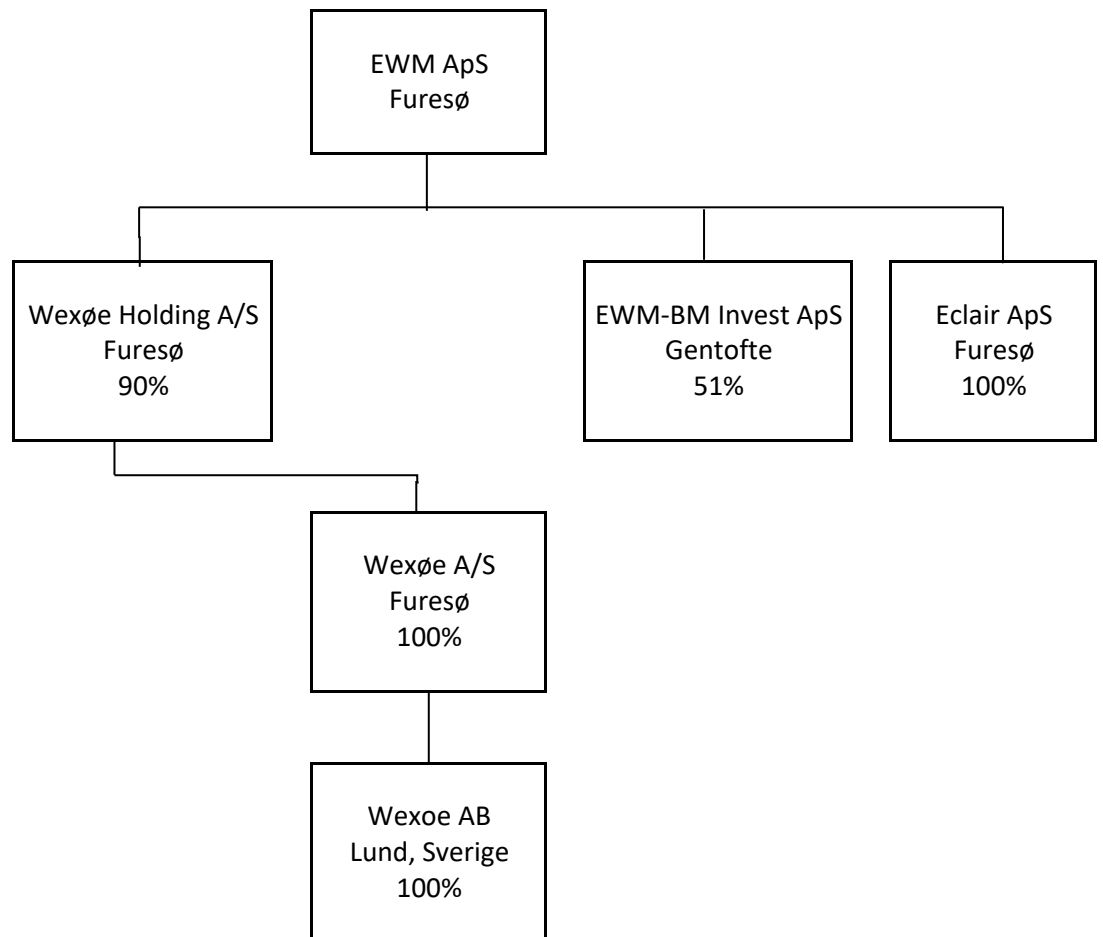 EWM ApS
Furesø
Wexøe Holding A/S
Furesø
90%
EWM-BM Invest ApS
Gentofte
51%
Eclair ApS
Furesø
100%
Wexøe A/S
Furesø
100%
Wexoe AB
Lund, Sverige
100%